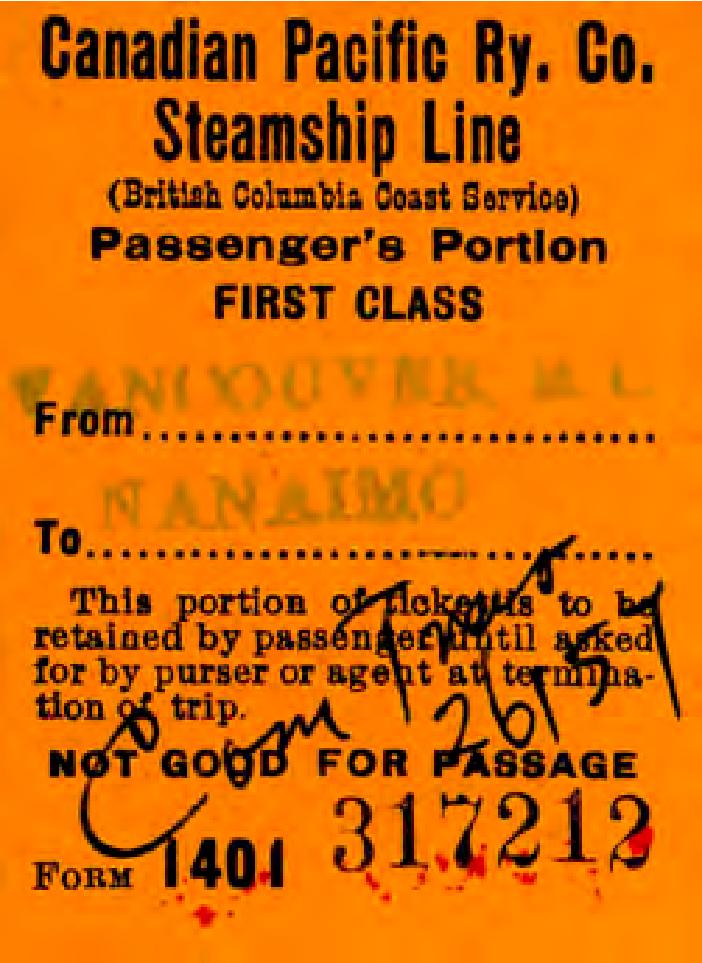 Canadian Pacific Ry. Co.
Steamship Line
(British Columbia Coast Service)
Passenger's Portion
FIRST CLASS
VANCOUVER B C
From
NANAIMO
To
This portion of ticket is to be
retained by passenger until asked
for by purser or agent at termina-
tion of trip.
NOT GOOD FOR PASSAGE
FORM 1401 317212